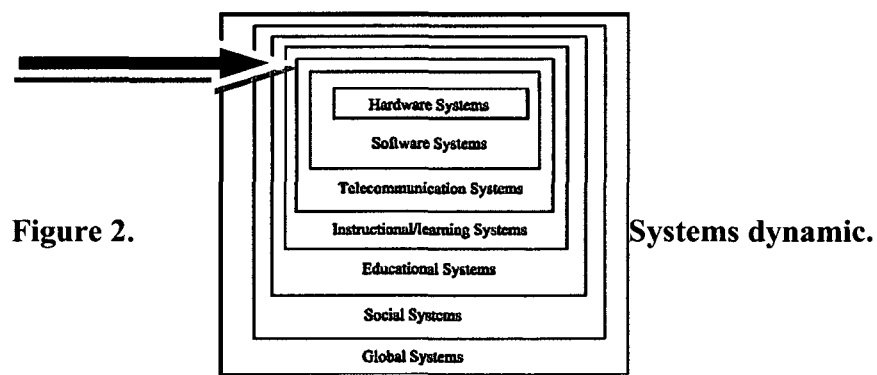 Hardware Systems
Software Systems
Telecommunication Systems
Figure 2.
Instructional/learning Systems
Systems dynamic.
Educational Systems
Social Systems
Global Systems